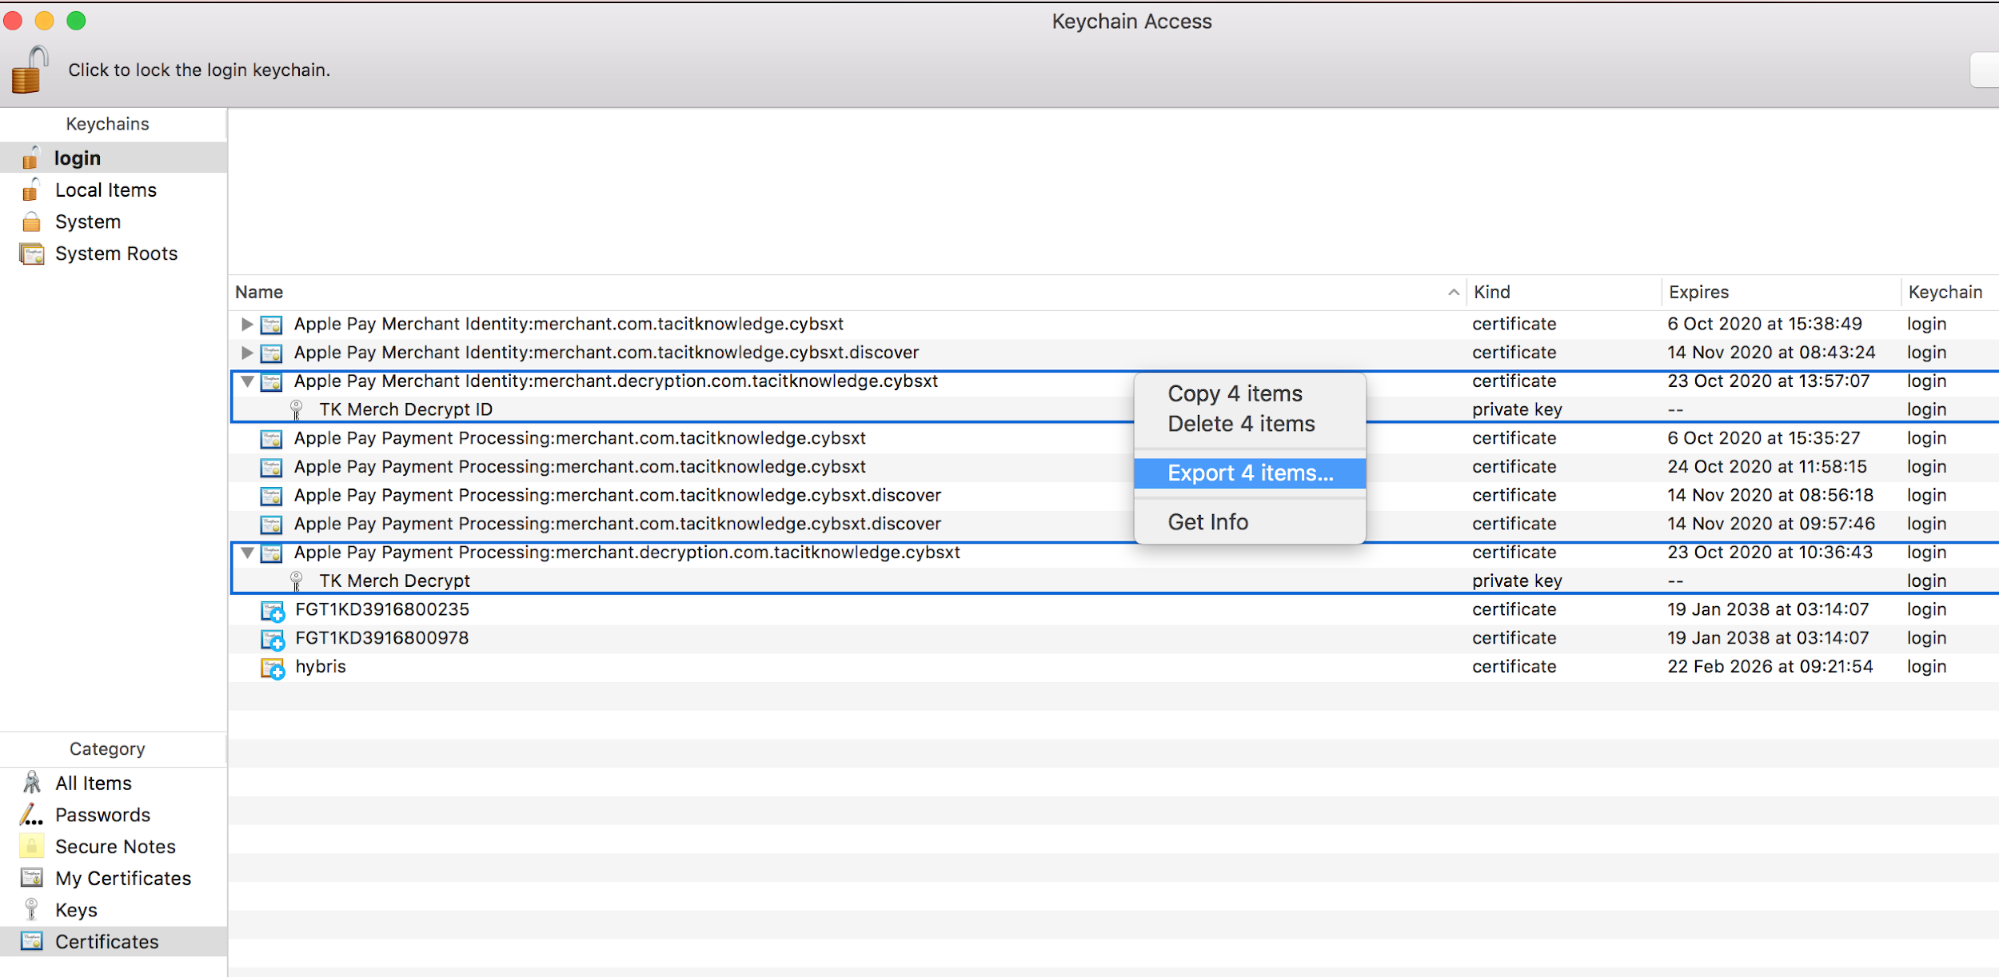 Keychain Access
Click to lock the login keychain.
Keychains
login
Local Items
System
System Roots
Name Kind Expires Keychain
Apple Pay Merchant Identity:merchant.com.tacitknowledge.cybsxt certificate 6 Oct 2020 at 15:38:49 login
Apple Pay Merchant Identity:merchant.com.tacitknowledge.cybsxt.discover certificate 14 Nov 2020 at 08:43:24 login
Apple Pay Merchant Identity:merchant.decryption.com.tacitknowledge.cybsxt certificate 23 Oct 2020 at 13:57:07 login
TK Merch Decrypt ID private key -- login
Apple Pay Payment Processing:merchant.com.tacitknowledge.cybsxt certificate 6 Oct 2020 at 15:35:27 login
Apple Pay Payment Processing:merchant.com.tacitknowledge.cybsxt certificate 24 Oct 2020 at 11:58:15 login
Apple Pay Payment Processing:merchant.com.tacitknowledge.cybsxt.discover certificate 14 Nov 2020 at 08:56:18 login
Apple Pay Payment Processing:merchant.com.tacitknowledge.cybsxt.discover certificate 14 Nov 2020 at 09:57:46 login
Apple Pay Payment Processing:merchant.decryption.com.tacitknowledge.cybsxt certificate 23 Oct 2020 at 10:36:43 login
TK Merch Decrypt private key -- login
FGT1KD3916800235 certificate 19 Jan 2038 at 03:14:07 login
FGT1KD3916800978 certificate 19 Jan 2038 at 03:14:07 login
hybris certificate 22 Feb 2026 at 09:21:54 login
Copy 4 items
Delete 4 items
Export 4 items...
Get Info
Category
All Items
Passwords
Secure Notes
My Certificates
Keys
Certificates